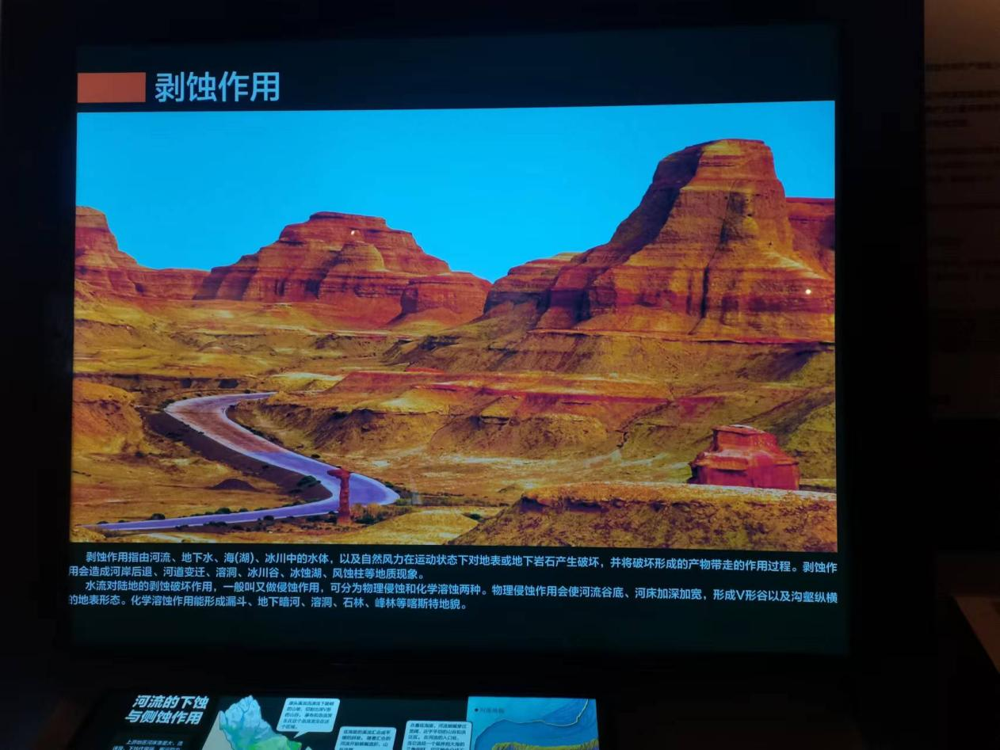 剥蚀作用
剥蚀作用指由河流、地下水、海(湖)、冰川中的水体，以及自然风力在运动状态下对地表或地下岩石产生破坏，并将破坏形成的产物带走的作用过程。剥蚀作
用会造成河岸后退、河道变迁、溶洞、冰川谷、冰蚀湖、风蚀柱等地质现象。
水流对陆地的剥蚀破坏作用，一般叫又做侵蚀作用，可分为物理侵蚀和化学溶蚀两种。物理侵蚀作用会使河流谷底、河床加深加宽，形成V形谷以及沟壑纵横
的地表形态。化学溶蚀作用能形成漏斗、地下暗河、溶洞、石林、峰林等喀斯特地貌。
河流的下蚀
与侧蚀作用